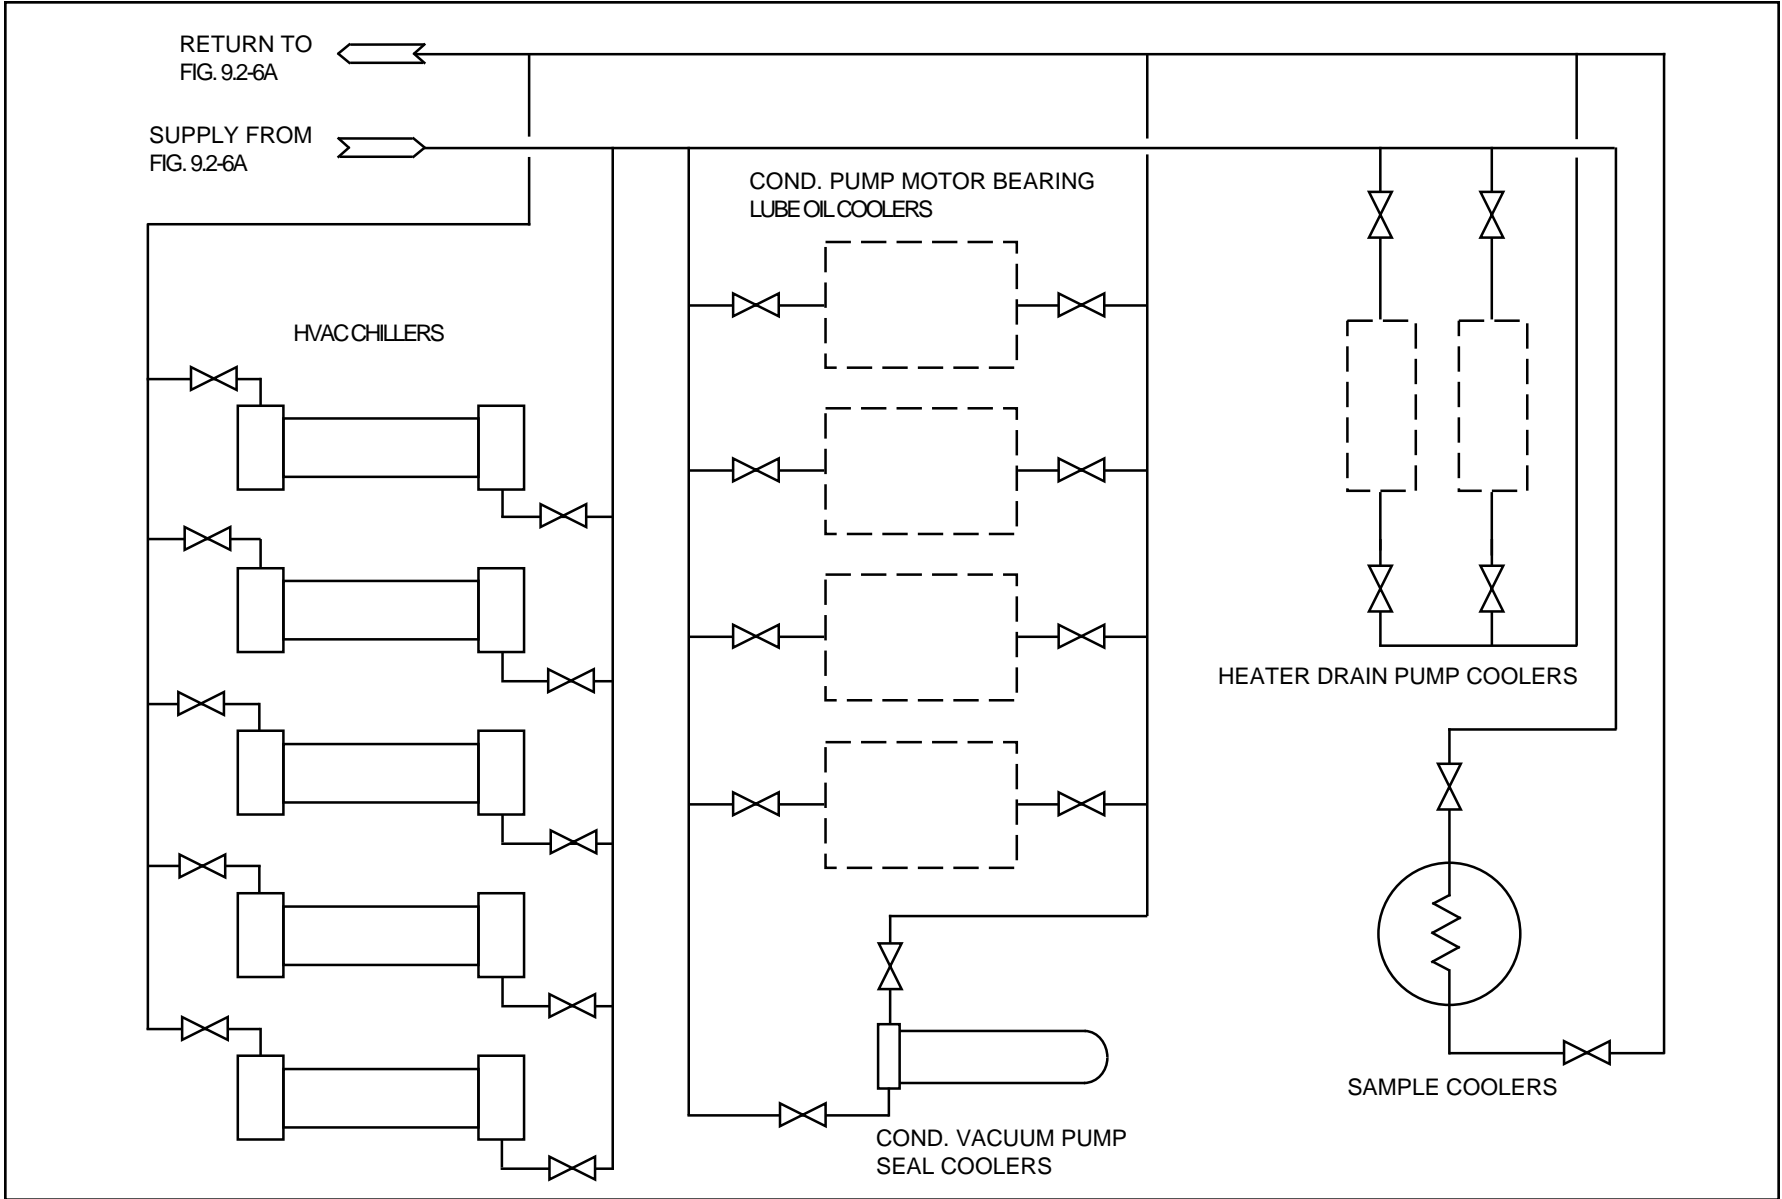 RETURN TO
FIG. 9.2-6A
SUPPLY FROM
FIG. 9.2-6A
COND. PUMP MOTOR BEARING
LUBE OIL COOLERS
HVAC CHILLERS
HEATER DRAIN PUMP COOLERS
SAMPLE COOLERS
COND. VACUUM PUMP
SEAL COOLERS